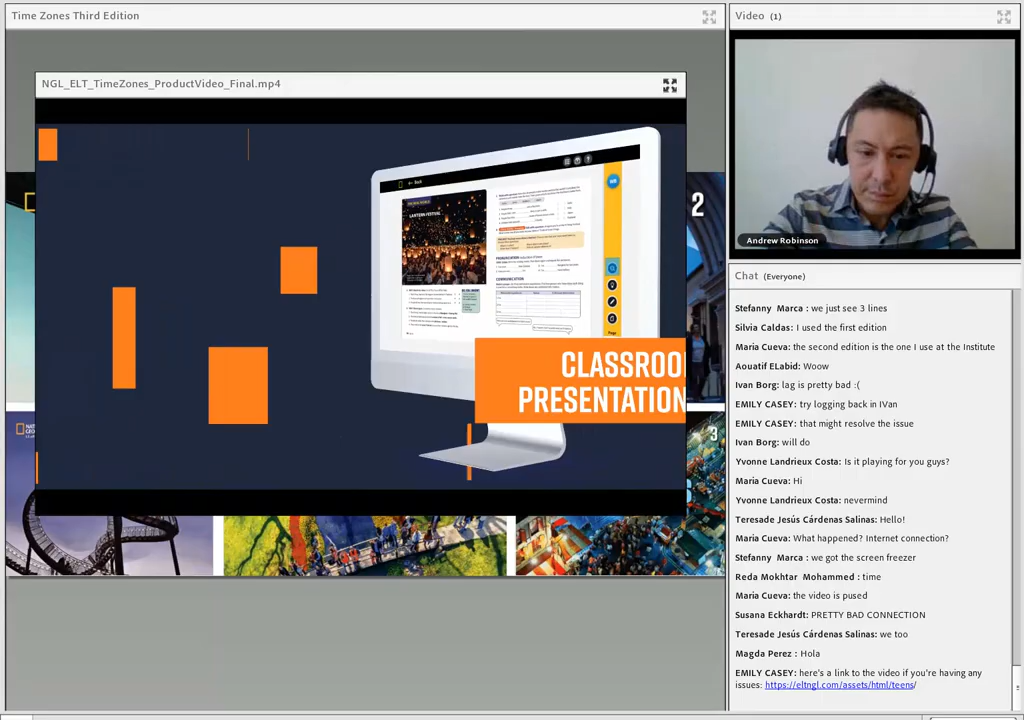 Time Zones Third Edition
NGL_ELT_TimeZones_ProductVideo_Final.mp4
Back
LANTERN FESTIVAL
PRONUNCIATION
COMMUNICATION
CLASSROO
PRESENTATION
2
3
Video (1)
Andrew Robinson
Chat (Everyone)
Stefanny Marca : we just see 3 lines
Silvia Caldas: I used the first edition
Maria Cueva: the second edition is the one I use at the Institute
Aouatif ELabid: Woow
Ivan Borg: lag is pretty bad :(
EMILY CASEY: try logging back in IVan
EMILY CASEY: that might resolve the issue
Ivan Borg: will do
Yvonne Landrieux Costa: Is it playing for you guys?
Maria Cueva: Hi
Yvonne Landrieux Costa: nevermind
Teresade Jesús Cárdenas Salinas: Hello!
Maria Cueva: What happened? Internet connection?
Stefanny Marca : we got the screen freezer
Reda Mokhtar Mohammed : time
Maria Cueva: the video is pused
Susana Eckhardt: PRETTY BAD CONNECTION
Teresade Jesús Cárdenas Salinas: we too
Magda Perez : Hola
EMILY CASEY: here's a link to the video if you're having any
issues: https://eltngl.com/assets/html/teens/